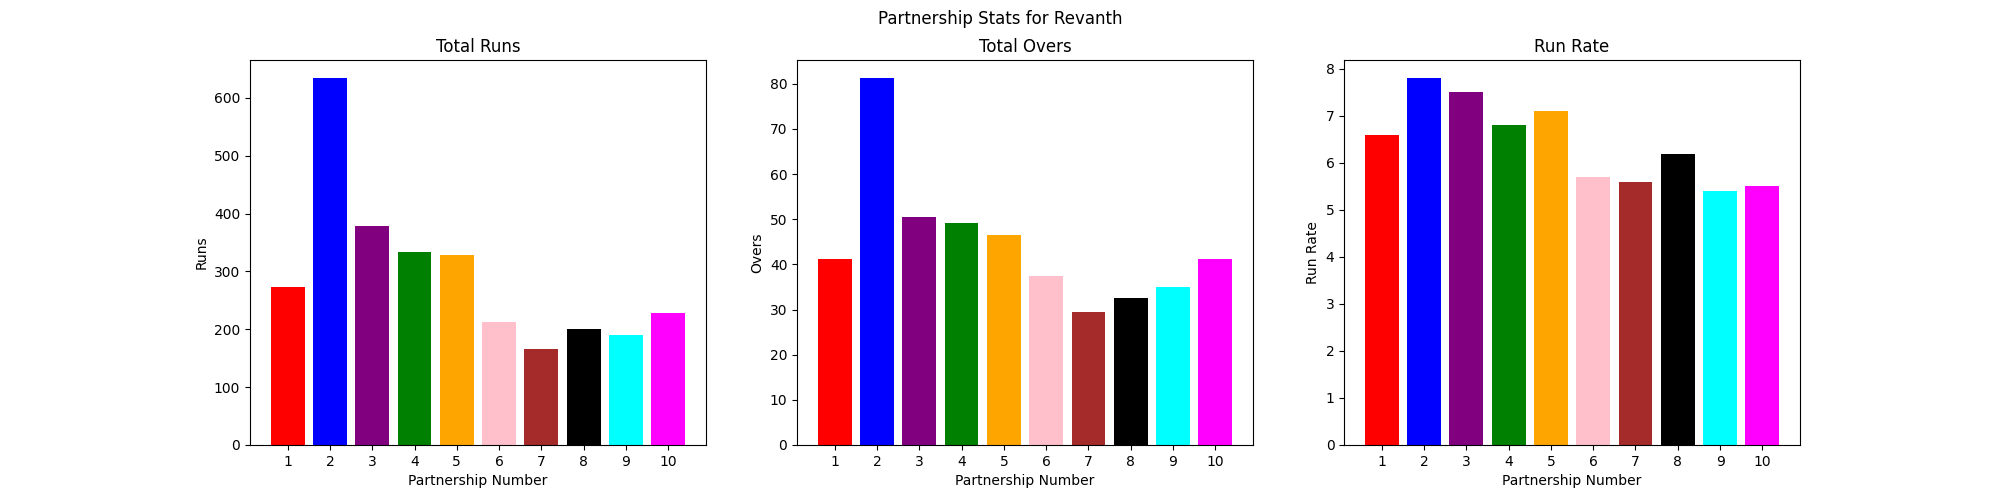 Partnership Stats for Revanth
Total Runs
600
500
400
300
200
100
0
Runs
1 2 3 4 5 6 7 8 9 10
Partnership Number
Total Overs
80
70
60
50
40
30
20
10
0
Overs
1 2 3 4 5 6 7 8 9 10
Partnership Number
Run Rate
8
7
6
5
4
3
2
1
0
Run Rate
1 2 3 4 5 6 7 8 9 10
Partnership Number